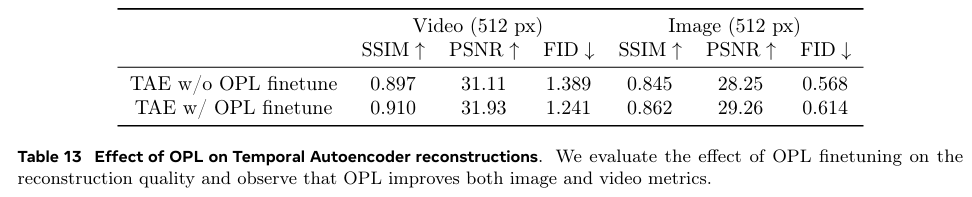 Video (512 px) Image (512 px)
SSIM ↑ PSNR ↑ FID ↓ SSIM ↑ PSNR ↑ FID ↓
TAE w/o OPL finetune 0.897 31.11 1.389 0.845 28.25 0.568
TAE w/ OPL finetune 0.910 31.93 1.241 0.862 29.26 0.614
Table 13 Effect of OPL on Temporal Autoencoder reconstructions. We evaluate the effect of OPL finetuning on the
reconstruction quality and observe that OPL improves both image and video metrics.